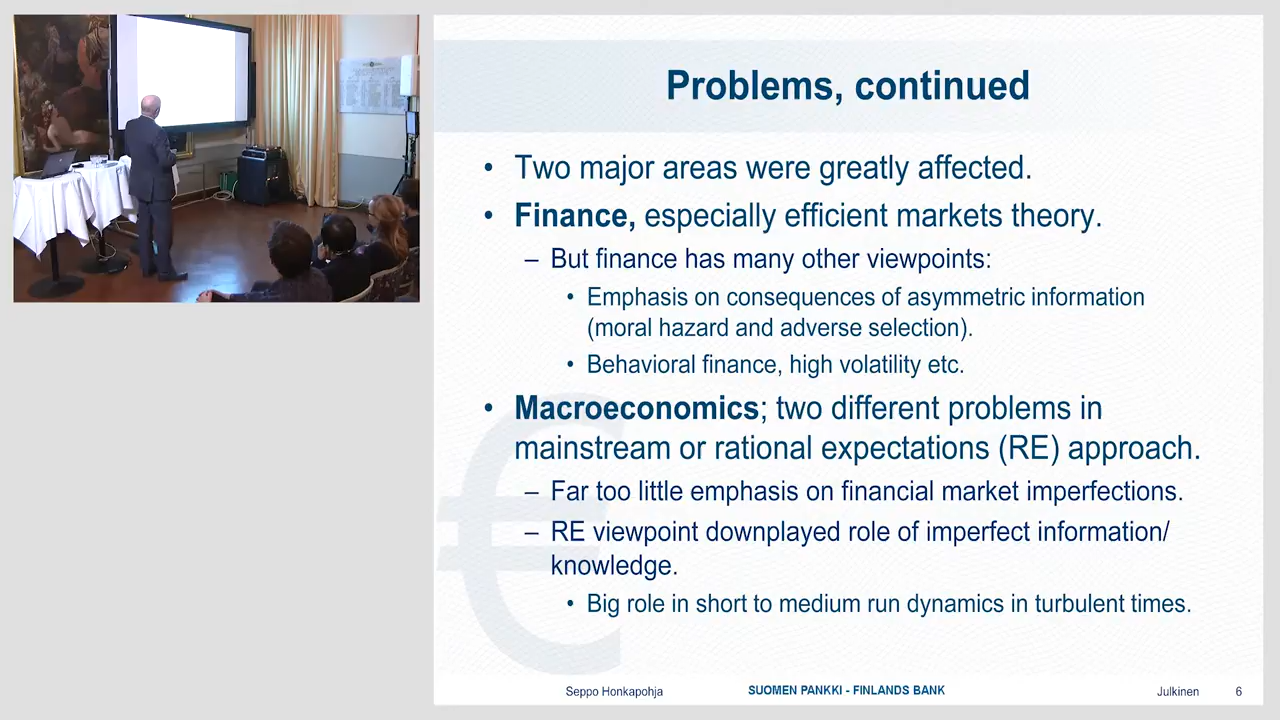 Problems, continued
• Two major areas were greatly affected.
• Finance, especially efficient markets theory.
– But finance has many other viewpoints:
• Emphasis on consequences of asymmetric information
(moral hazard and adverse selection).
• Behavioral finance, high volatility etc.
• Macroeconomics; two different problems in
mainstream or rational expectations (RE) approach.
– Far too little emphasis on financial market imperfections.
– RE viewpoint downplayed role of imperfect information/
knowledge.
• Big role in short to medium run dynamics in turbulent times.
Seppo Honkapohja
SUOMEN PANKKI - FINLANDS BANK
Julkinen
6